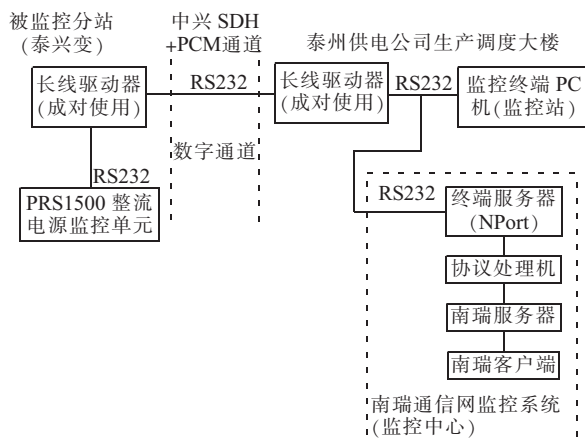 被监控分站
(泰兴变)
中兴 SDH
+PCM通道
泰州供电公司生产调度大楼
长线驱动器
(成对使用)
RS232
长线驱动器
(成对使用)
RS232
监控终端 PC
机(监控站)
数字通道
RS232
PRS1500 整流
电源监控单元
RS232
终端服务器
(NPort)
协议处理机
南瑞服务器
南瑞客户端
南瑞通信网监控系统
(监控中心)